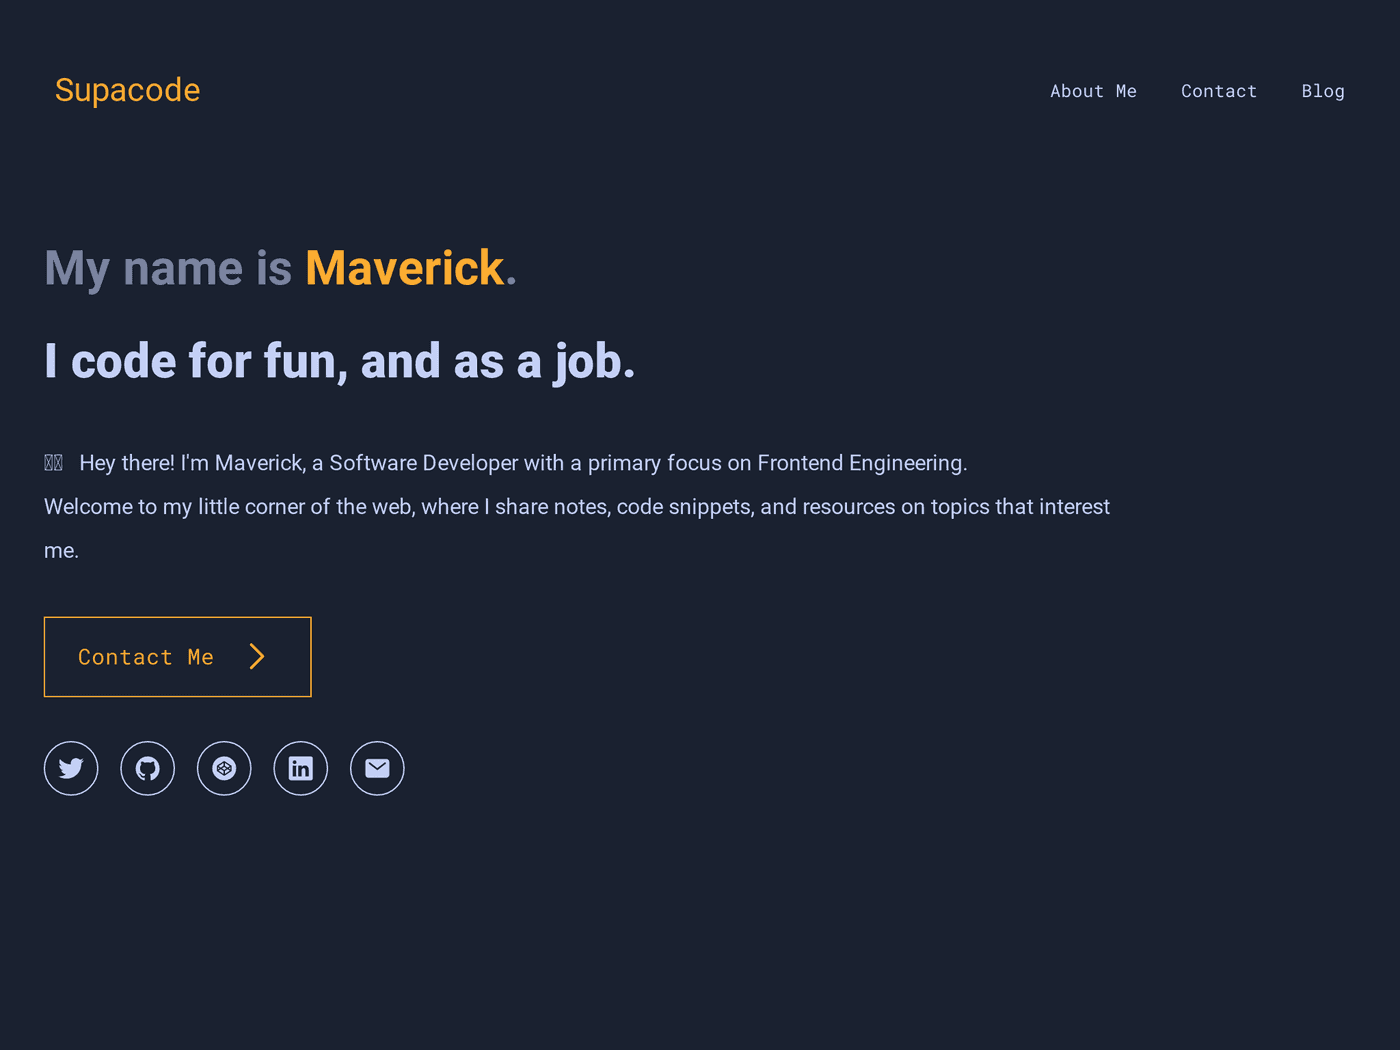 Supacode
About Me
Contact
Blog
My name is Maverick.
I code for fun, and as a job.
Hey there! I'm Maverick, a Software Developer with a primary focus on Frontend Engineering.
Welcome to my little corner of the web, where I share notes, code snippets, and resources on topics that interest
me.
Contact Me